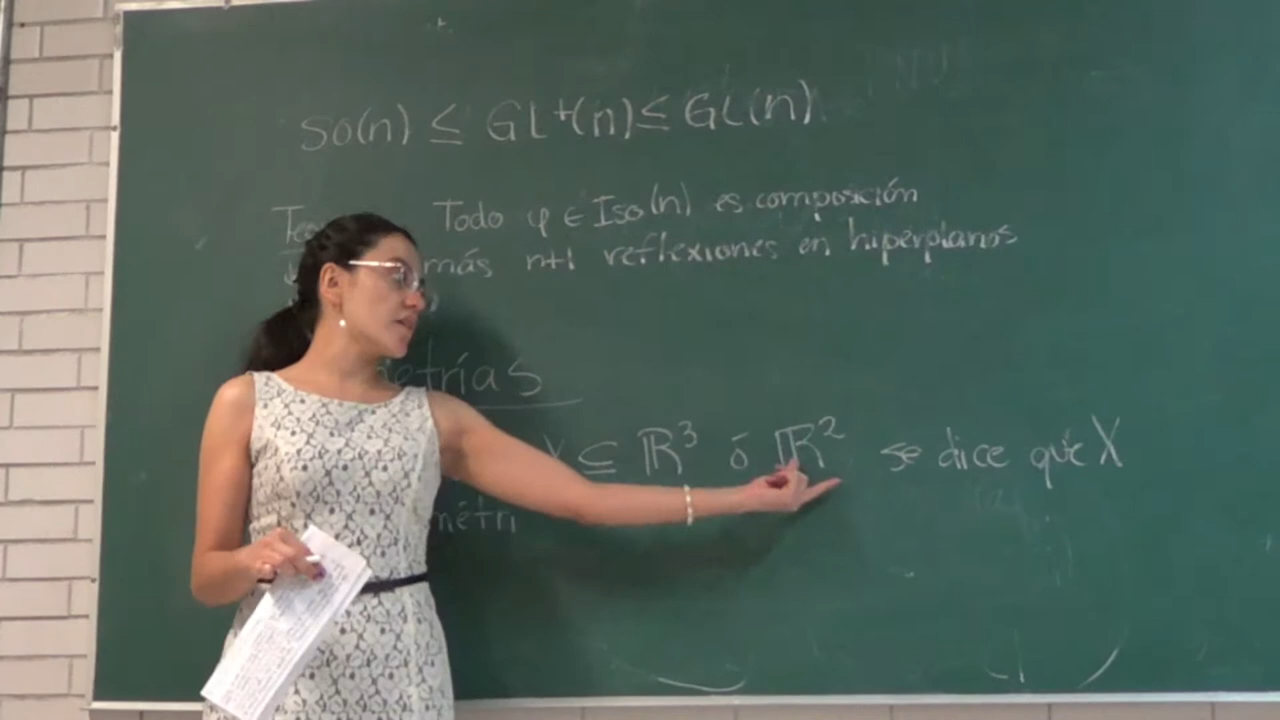 SO(n) ≤ GL+(n) ≤ GL(n)
Todo φ ∈ Iso(n) es composición
más n+1 reflexiones en hiperplanos
etrías
X ⊆ ℝ³ ó ℝ² se dice que X
métri